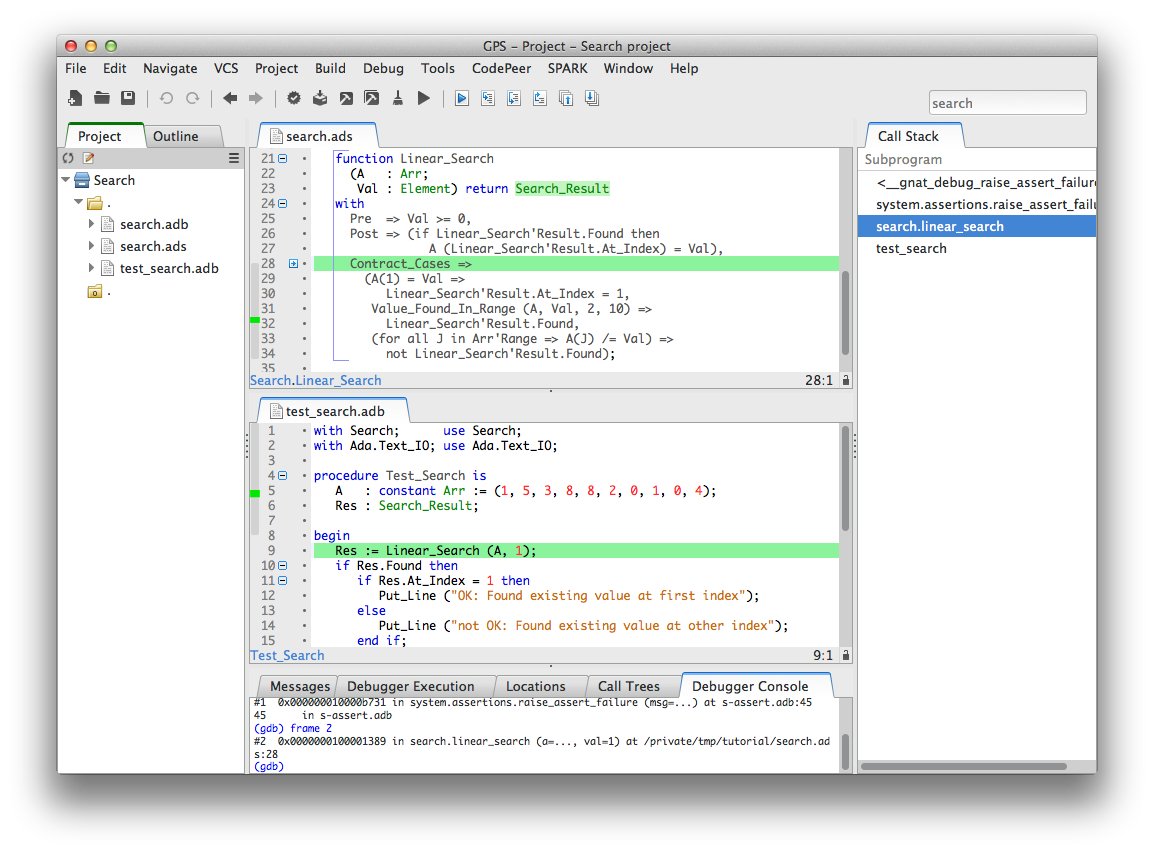 GPS – Project – Search project
File Edit Navigate VCS Project Build Debug Tools CodePeer SPARK Window Help
search
Project Outline
Search
.
search.adb
search.ads
test_search.adb
.
search.ads
21 function Linear_Search
22 (A : Arr;
23 Val : Element) return Search_Result
24 with
25 Pre => Val >= 0,
26 Post => (if Linear_Search'Result.Found then
27 A (Linear_Search'Result.At_Index) = Val),
28 Contract_Cases =>
29 (A(1) = Val =>
30 Linear_Search'Result.At_Index = 1,
31 Value_Found_In_Range (A, Val, 2, 10) =>
32 Linear_Search'Result.Found,
33 (for all J in Arr'Range => A(J) /= Val) =>
34 not Linear_Search'Result.Found);
35
Search.Linear_Search 28:1
test_search.adb
1 with Search; use Search;
2 with Ada.Text_IO; use Ada.Text_IO;
3
4 procedure Test_Search is
5 A : constant Arr := (1, 5, 3, 8, 8, 2, 0, 1, 0, 4);
6 Res : Search_Result;
7
8 begin
9 Res := Linear_Search (A, 1);
10 if Res.Found then
11 if Res.At_Index = 1 then
12 Put_Line ("OK: Found existing value at first index");
13 else
14 Put_Line ("not OK: Found existing value at other index");
15 end if;
Test_Search 9:1
Messages Debugger Execution Locations Call Trees Debugger Console
#1 0x000000010000b731 in system.assertions.raise_assert_failure (msg=...) at s-assert.adb:45
45 in s-assert.adb
(gdb) frame 2
#2 0x0000000100001389 in search.linear_search (a=..., val=1) at /private/tmp/tutorial/search.ad
s:28
(gdb)
Call Stack
Subprogram
<__gnat_debug_raise_assert_failure
system.assertions.raise_assert_failu
search.linear_search
test_search